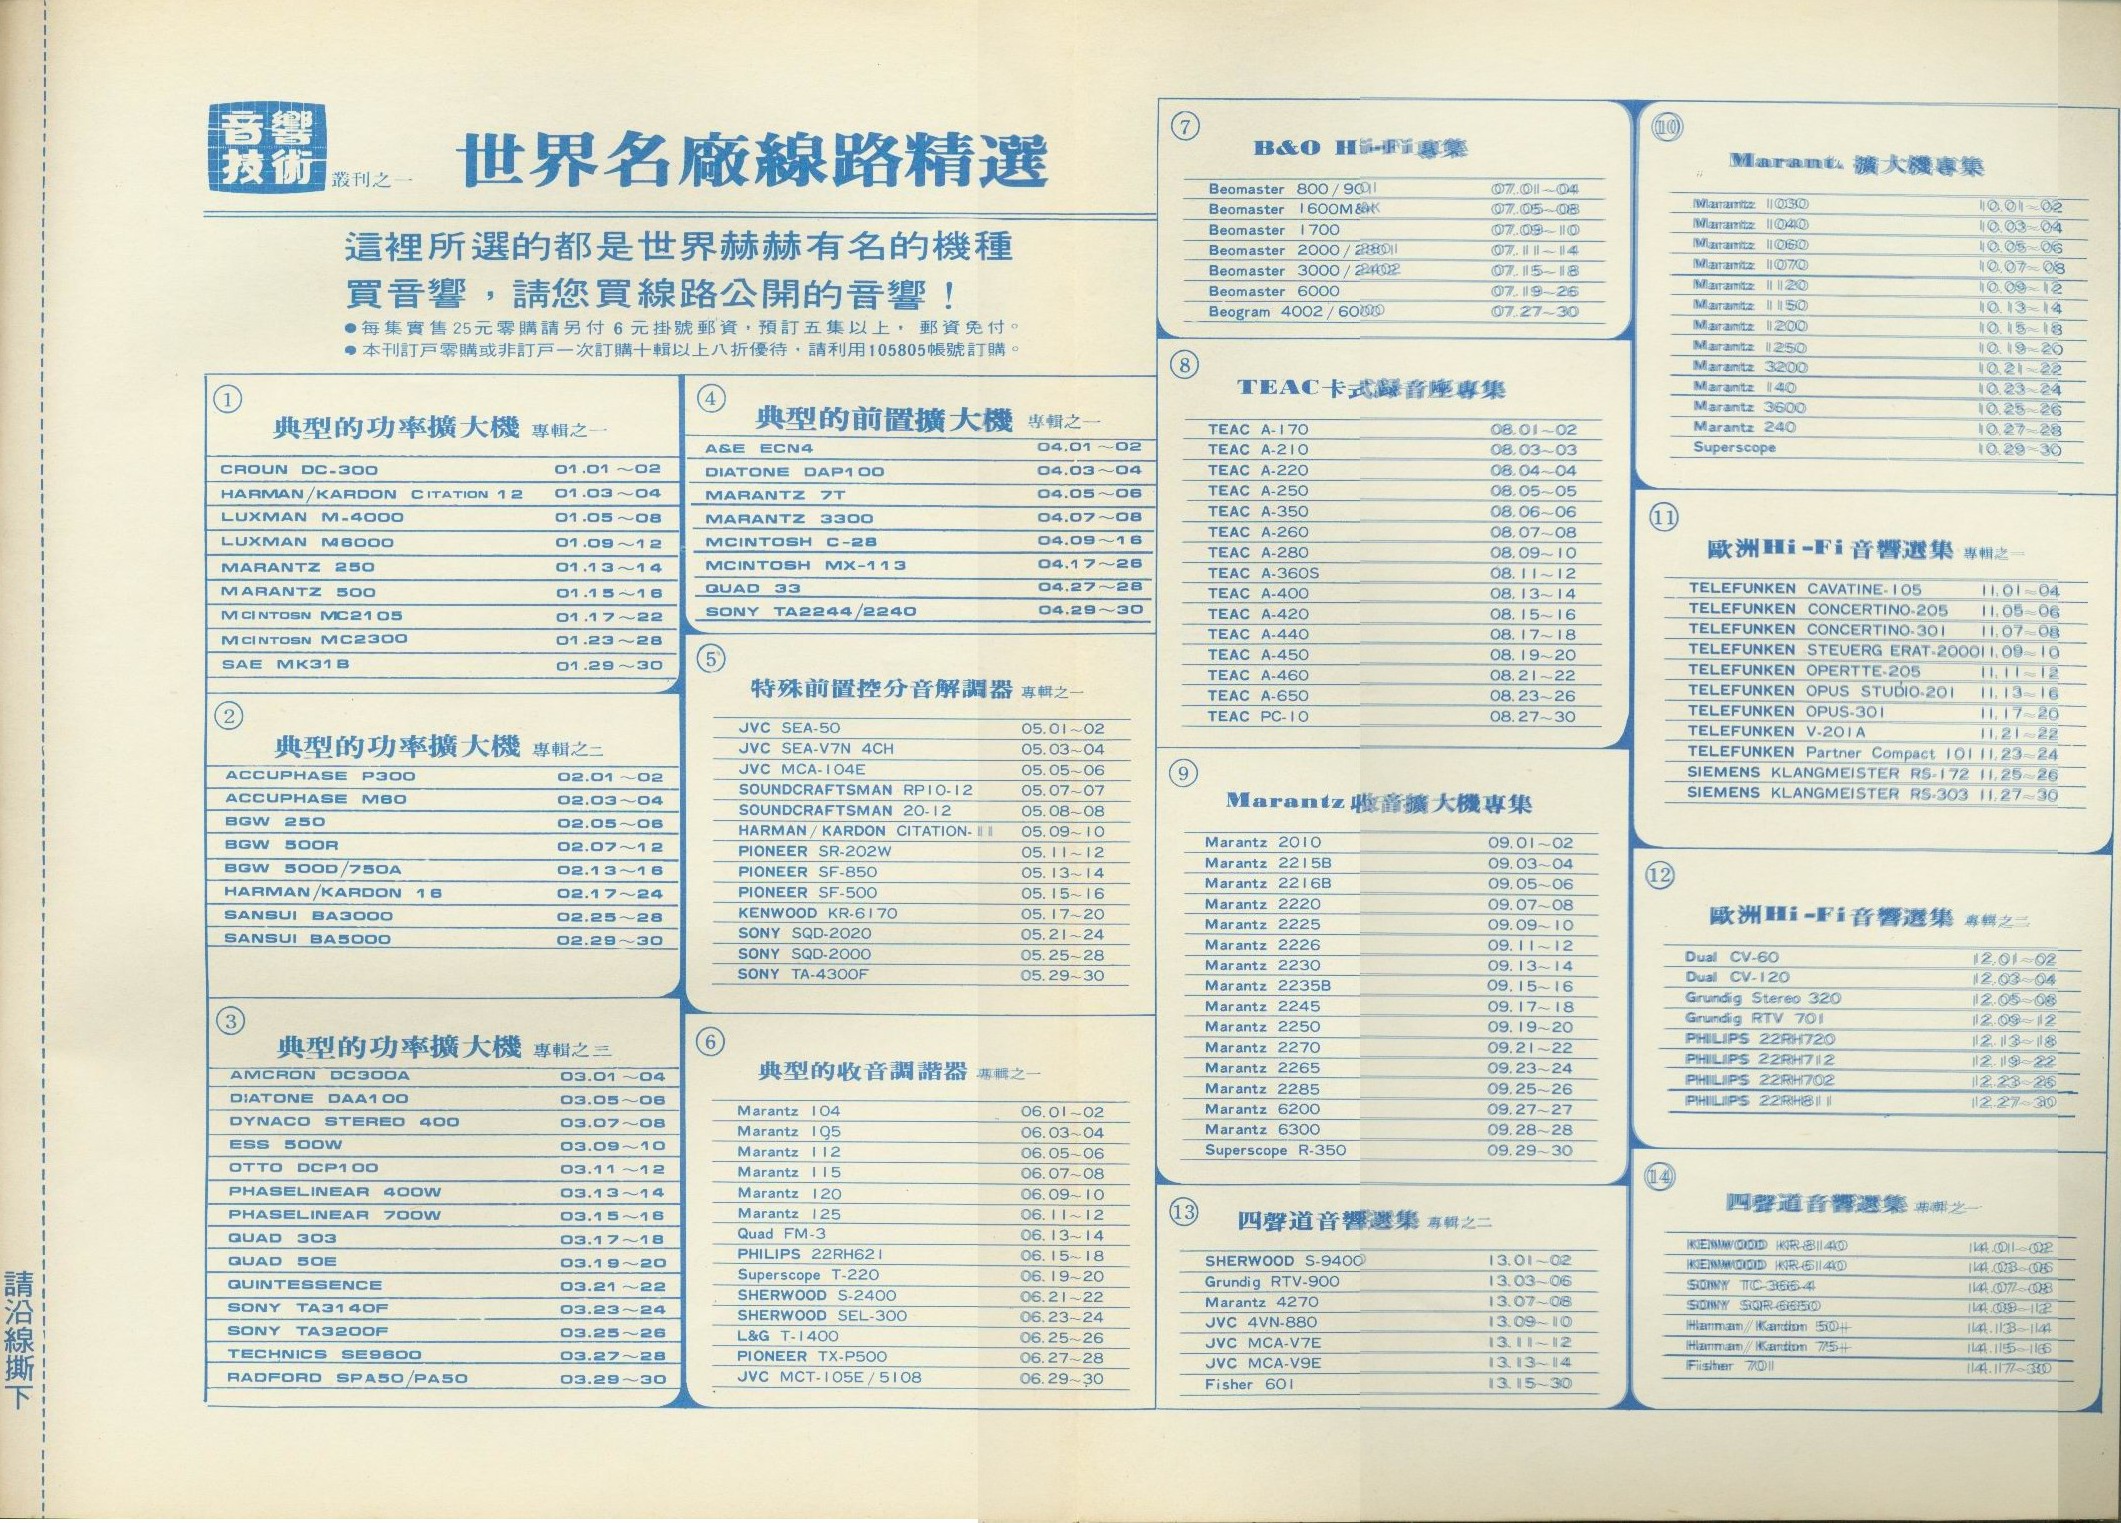 音響
技術
叢刊之一
世界名廠線路精選
這裡所選的都是世界赫赫有名的機種
買音響，請您買線路公開的音響！
●每集實售25元零購請另付6元掛號郵資，預訂五集以上，郵資免付。
●本刊訂戶零購或非訂戶一次訂購十輯以上八折優待，請利用105805帳號訂購。
①
典型的功率擴大機 專輯之一
CROUN DC-300 01.01~02
HARMAN/KARDON CITATION 12 01.03~04
LUXMAN M-4000 01.05~08
LUXMAN M6000 01.09~12
MARANTZ 250 01.13~14
MARANTZ 500 01.15~16
MCINTOSN MC2105 01.17~22
MCINTOSN MC2300 01.23~28
SAE MK31B 01.29~30
②
典型的功率擴大機 專輯之二
ACCUPHASE P300 02.01~02
ACCUPHASE M60 02.03~04
BGW 250 02.05~06
BGW 500R 02.07~12
BGW 500D/750A 02.13~16
HARMAN/KARDON 16 02.17~24
SANSUI BA3000 02.25~28
SANSUI BA5000 02.29~30
③
典型的功率擴大機 專輯之三
AMCRON DC300A 03.01~04
DIATONE DAA100 03.05~06
DYNACO STEREO 400 03.07~08
ESS 500W 03.09~10
OTTO DCP100 03.11~12
PHASELINEAR 400W 03.13~14
PHASELINEAR 700W 03.15~16
QUAD 303 03.17~18
QUAD 50E 03.19~20
QUINTESSENCE 03.21~22
SONY TA3140F 03.23~24
SONY TA3200F 03.25~26
TECHNICS SE9600 03.27~28
RADFORD SPA50/PA50 03.29~30
④
典型的前置擴大機 專輯之一
A&E ECN4 04.01~02
DIATONE DAP100 04.03~04
MARANTZ 7T 04.05~06
MARANTZ 3300 04.07~08
MCINTOSH C-28 04.09~16
MCINTOSH MX-113 04.17~26
QUAD 33 04.27~28
SONY TA2244/2240 04.29~30
⑤
特殊前置控分音解調器 專輯之一
JVC SEA-50 05.01~02
JVC SEA-V7N 4CH 05.03~04
JVC MCA-104E 05.05~06
SOUNDCRAFTSMAN RP10-12 05.07~07
SOUNDCRAFTSMAN 20-12 05.08~08
HARMAN/KARDON CITATION-11 05.09~10
PIONEER SR-202W 05.11~12
PIONEER SF-850 05.13~14
PIONEER SF-500 05.15~16
KENWOOD KR-6170 05.17~20
SONY SQD-2020 05.21~24
SONY SQD-2000 05.25~28
SONY TA-4300F 05.29~30
⑥
典型的收音調諧器 專輯之一
Marantz 104 06.01~02
Marantz 105 06.03~04
Marantz 112 06.05~06
Marantz 115 06.07~08
Marantz 120 06.09~10
Marantz 125 06.11~12
Quad FM-3 06.13~14
PHILIPS 22RH621 06.15~18
Superscope T-220 06.19~20
SHERWOOD S-2400 06.21~22
SHERWOOD SEL-300 06.23~24
L&G T-1400 06.25~26
PIONEER TX-P500 06.27~28
JVC MCT-105E/5108 06.29~30
⑦
B&O Hi-Fi專集
Beomaster 800/901 07.01~04
Beomaster 1600M& 07.05~08
Beomaster 1700 07.09~10
Beomaster 2000/ 07.11~14
Beomaster 3000/2402 07.15~18
Beomaster 6000 07.19~26
Beogram 4002/6000 07.27~30
⑧
TEAC卡式録音座專集
TEAC A-170 08.01~02
TEAC A-210 08.03~03
TEAC A-220 08.04~04
TEAC A-250 08.05~05
TEAC A-350 08.06~06
TEAC A-260 08.07~08
TEAC A-280 08.09~10
TEAC A-360S 08.11~12
TEAC A-400 08.13~14
TEAC A-420 08.15~16
TEAC A-440 08.17~18
TEAC A-450 08.19~20
TEAC A-460 08.21~22
TEAC A-650 08.23~26
TEAC PC-10 08.27~30
⑨
Marantz收音擴大機專集
Marantz 2010 09.01~02
Marantz 2215B 09.03~04
Marantz 2216B 09.05~06
Marantz 2220 09.07~08
Marantz 2225 09.09~10
Marantz 2226 09.11~12
Marantz 2230 09.13~14
Marantz 2235B 09.15~16
Marantz 2245 09.17~18
Marantz 2250 09.19~20
Marantz 2270 09.21~22
Marantz 2265 09.23~24
Marantz 2285 09.25~26
Marantz 6200 09.27~27
Marantz 6300 09.28~28
Superscope R-350 09.29~30
⑩
Marant. 擴大機專集
Marantz 1030 10.01~02
Marantz 1040 10.03~04
Marantz 1060 10.05~06
Marantz 1070 10.07~08
Marantz 1120 10.09~12
Marantz 1150 10.13~14
Marantz 1200 10.15~18
Marantz 1250 10.19~20
Marantz 3200 10.21~22
Marantz 140 10.23~24
Marantz 3600 10.25~26
Marantz 240 10.27~28
Superscope 10.29~30
⑪
歐洲Hi-Fi音響選集 專輯之一
TELEFUNKEN CAVATINE-105 11.01~04
TELEFUNKEN CONCERTINO-205 11.05~06
TELEFUNKEN CONCERTINO-301 11.07~08
TELEFUNKEN STEUERG ERAT-2000 11.09~10
TELEFUNKEN OPERTTE-205 11.11~12
TELEFUNKEN OPUS STUDIO-201 11.13~16
TELEFUNKEN OPUS-301 11.17~20
TELEFUNKEN V-201A 11.21~22
TELEFUNKEN Partner Compact 101 11.23~24
SIEMENS KLANGMEISTER RS-172 11.25~26
SIEMENS KLANGMEISTER RS-303 11.27~30
⑫
歐洲Hi-Fi音響選集 專輯之二
Dual CV-60 12.01~02
Dual CV-120 12.03~04
Grundig Stereo 320 12.05~08
Grundig RTV 701 12.09~12
PHILIPS 22RH720 12.13~18
PHILIPS 22RH712 12.19~22
PHILIPS 22RH702 12.23~26
PHILIPS 22RH811 12.27~30
⑬
四聲道音響選集 專輯之二
SHERWOOD S-9400 13.01~02
Grundig RTV-900 13.03~06
Marantz 4270 13.07~08
JVC 4VN-880 13.09~10
JVC MCA-V7E 13.11~12
JVC MCA-V9E 13.13~14
Fisher 601 13.15~30
⑭
四聲道音響選集 專輯之一
KENWOOD KR-8140 14.01~02
KENWOOD KR-6140 14.03~06
SONY TC-366-4 14.07~08
SONY SQR-6650 14.09~12
Harman/Kardon 50+ 14.13~14
Harman/Kardon 75+ 14.15~16
Fisher 701 14.17~30
請沿線撕下